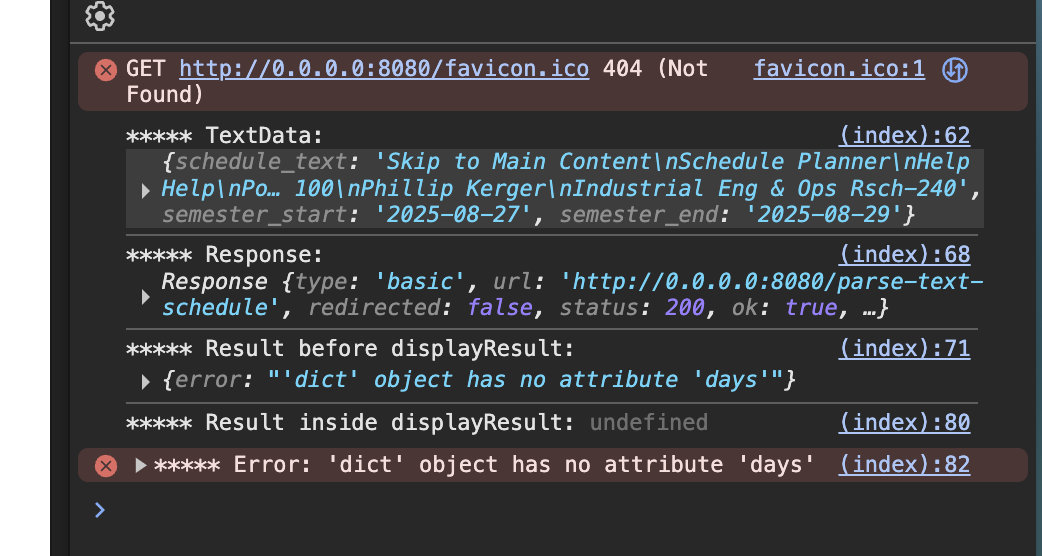 GET http://0.0.0.0:8080/favicon.ico 404 (Not favicon.ico:1
Found)
***** TextData: (index):62
{schedule_text: 'Skip to Main Content\nSchedule Planner\nHelp
Help\nPo… 100\nPhillip Kerger\nIndustrial Eng & Ops Rsch-240',
semester_start: '2025-08-27', semester_end: '2025-08-29'}
***** Response: (index):68
Response {type: 'basic', url: 'http://0.0.0.0:8080/parse-text-
schedule', redirected: false, status: 200, ok: true, …}
***** Result before displayResult: (index):71
{error: "'dict' object has no attribute 'days'"}
***** Result inside displayResult: undefined (index):80
***** Error: 'dict' object has no attribute 'days' (index):82